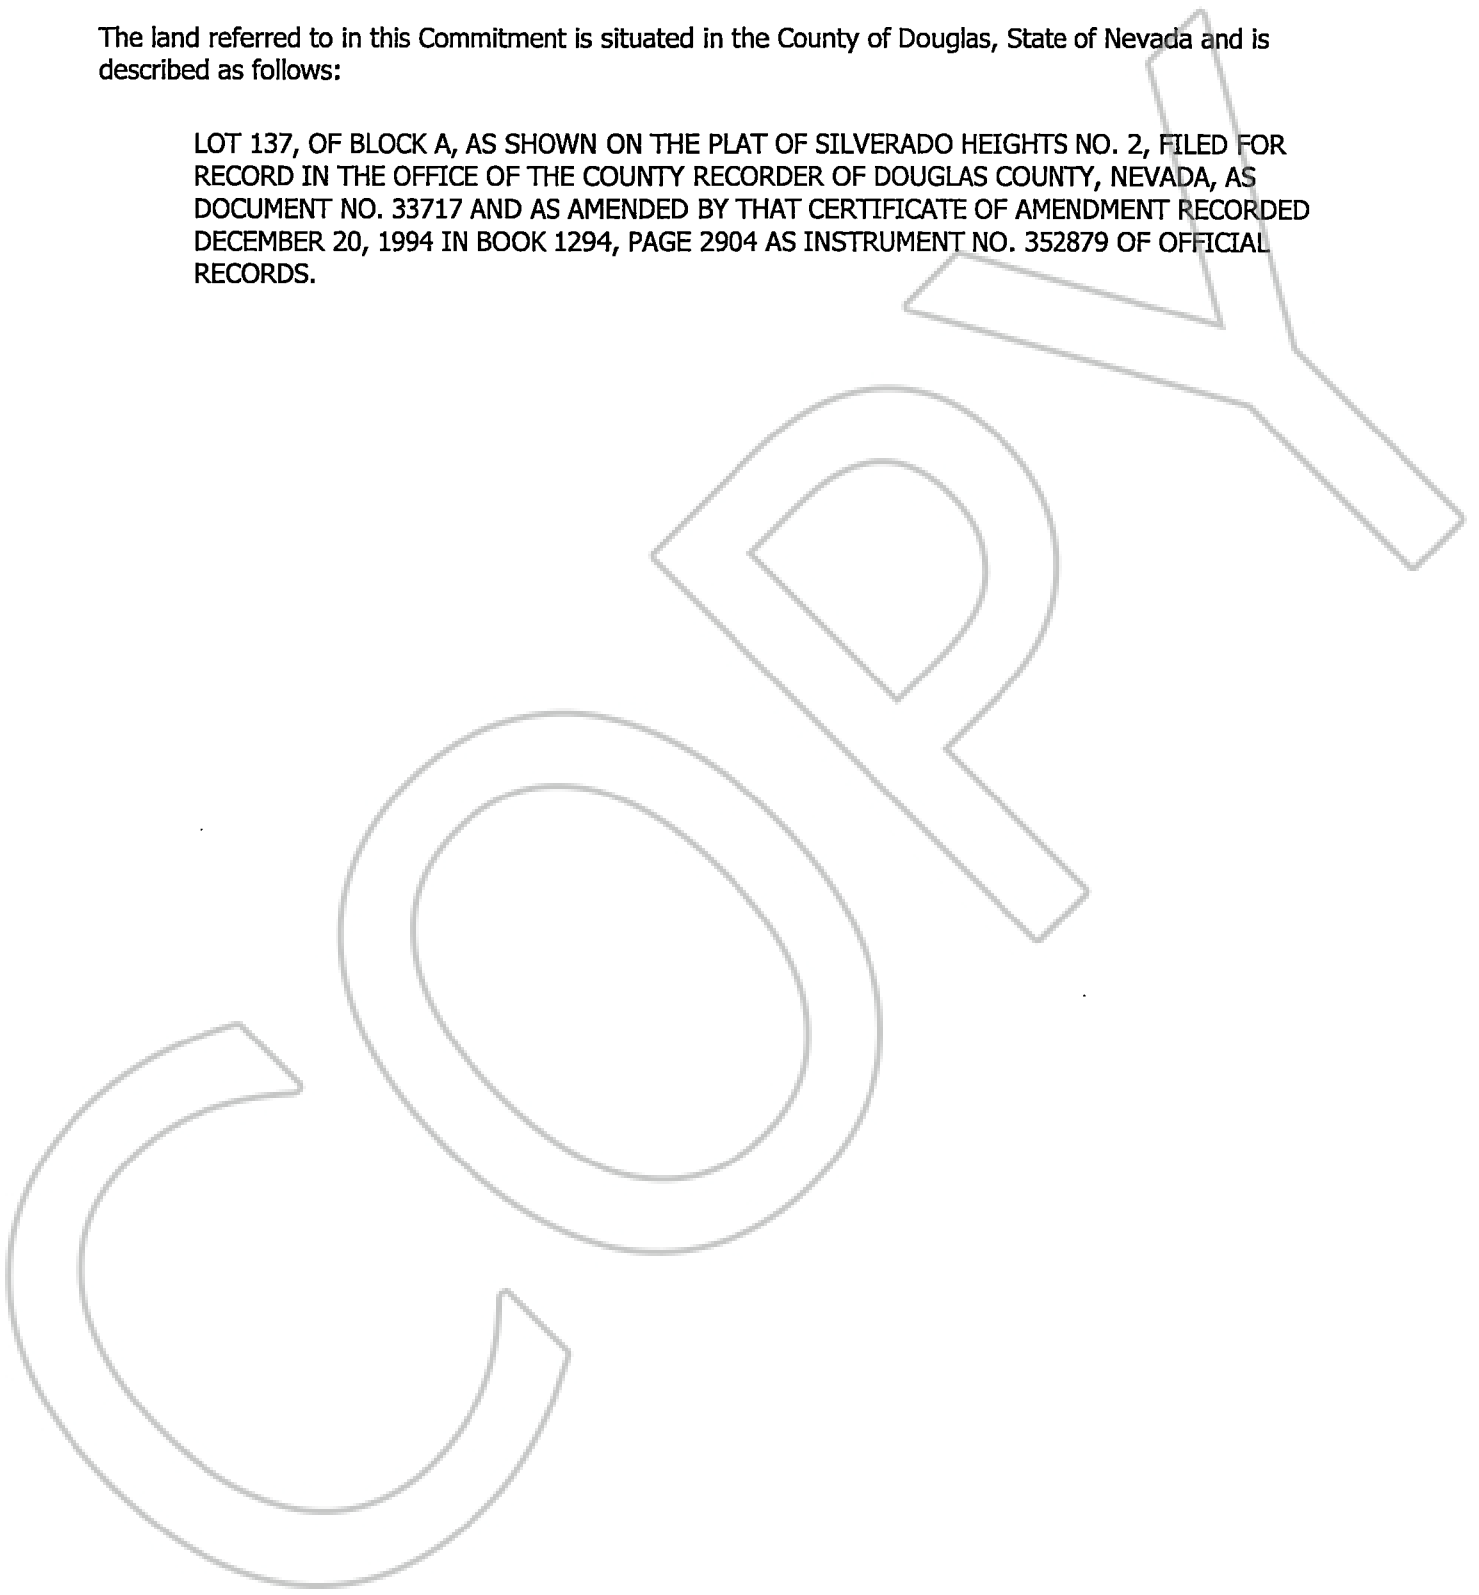 The land referred to in this Commitment is situated in the County of Douglas, State of Nevada and is
described as follows:
LOT 137, OF BLOCK A, AS SHOWN ON THE PLAT OF SILVERADO HEIGHTS NO. 2, FILED FOR
RECORD IN THE OFFICE OF THE COUNTY RECORDER OF DOUGLAS COUNTY, NEVADA, AS
DOCUMENT NO. 33717 AND AS AMENDED BY THAT CERTIFICATE OF AMENDMENT RECORDED
DECEMBER 20, 1994 IN BOOK 1294, PAGE 2904 AS INSTRUMENT NO. 352879 OF OFFICIAL
RECORDS.
COPY